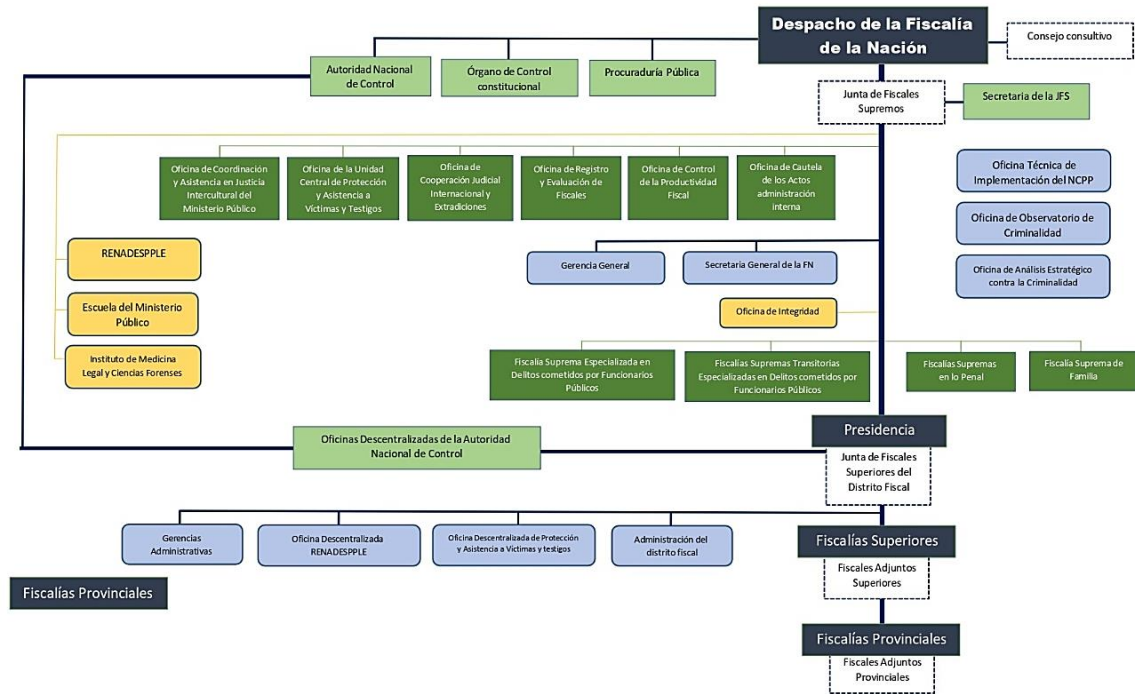 Despacho de la Fiscalía
de la Nación
Consejo consultivo
Autoridad Nacional
de Control
Órgano de Control
constitucional
Procuraduría Pública
Junta de Fiscales
Supremos
Secretaria de la JFS
Oficina de Coordinación
y Asistencia en Justicia
Intercultural del
Ministerio Público
Oficina de la Unidad
Central de Protección
y Asistencia a
Víctimas y Testigos
Oficina de
Cooperación Judicial
Internacional y
Extradiciones
Oficina de Registro
y Evaluación de
Fiscales
Oficina de Control
de la Productividad
Fiscal
Oficina de Cautela
de los Actos
administración
interna
Oficina Técnica de
Implementación del NCPP
Oficina de Observatorio de
Criminalidad
Oficina de Análisis Estratégico
contra la Criminalidad
RENADESPPLE
Escuela del Ministerio
Público
Instituto de Medicina
Legal y Ciencias Forenses
Gerencia General
Secretaria General de la FN
Oficina de Integridad
Fiscalía Suprema Especializada en
Delitos cometidos por Funcionarios
Públicos
Fiscalías Supremas Transitorias
Especializadas en Delitos cometidos por
Funcionarios Públicos
Fiscalías Supremas
en lo Penal
Fiscalía Suprema de
Familia
Presidencia
Junta de Fiscales
Superiores del
Distrito Fiscal
Oficinas Descentralizadas de la Autoridad
Nacional de Control
Gerencias
Administrativas
Oficina Descentralizada
RENADESPPLE
Oficina Descentralizada de Protección
y Asistencia a Víctimas y testigos
Administración del
distrito fiscal
Fiscalías Superiores
Fiscales Adjuntos
Superiores
Fiscalías Provinciales
Fiscalías Provinciales
Fiscales Adjuntos
Provinciales